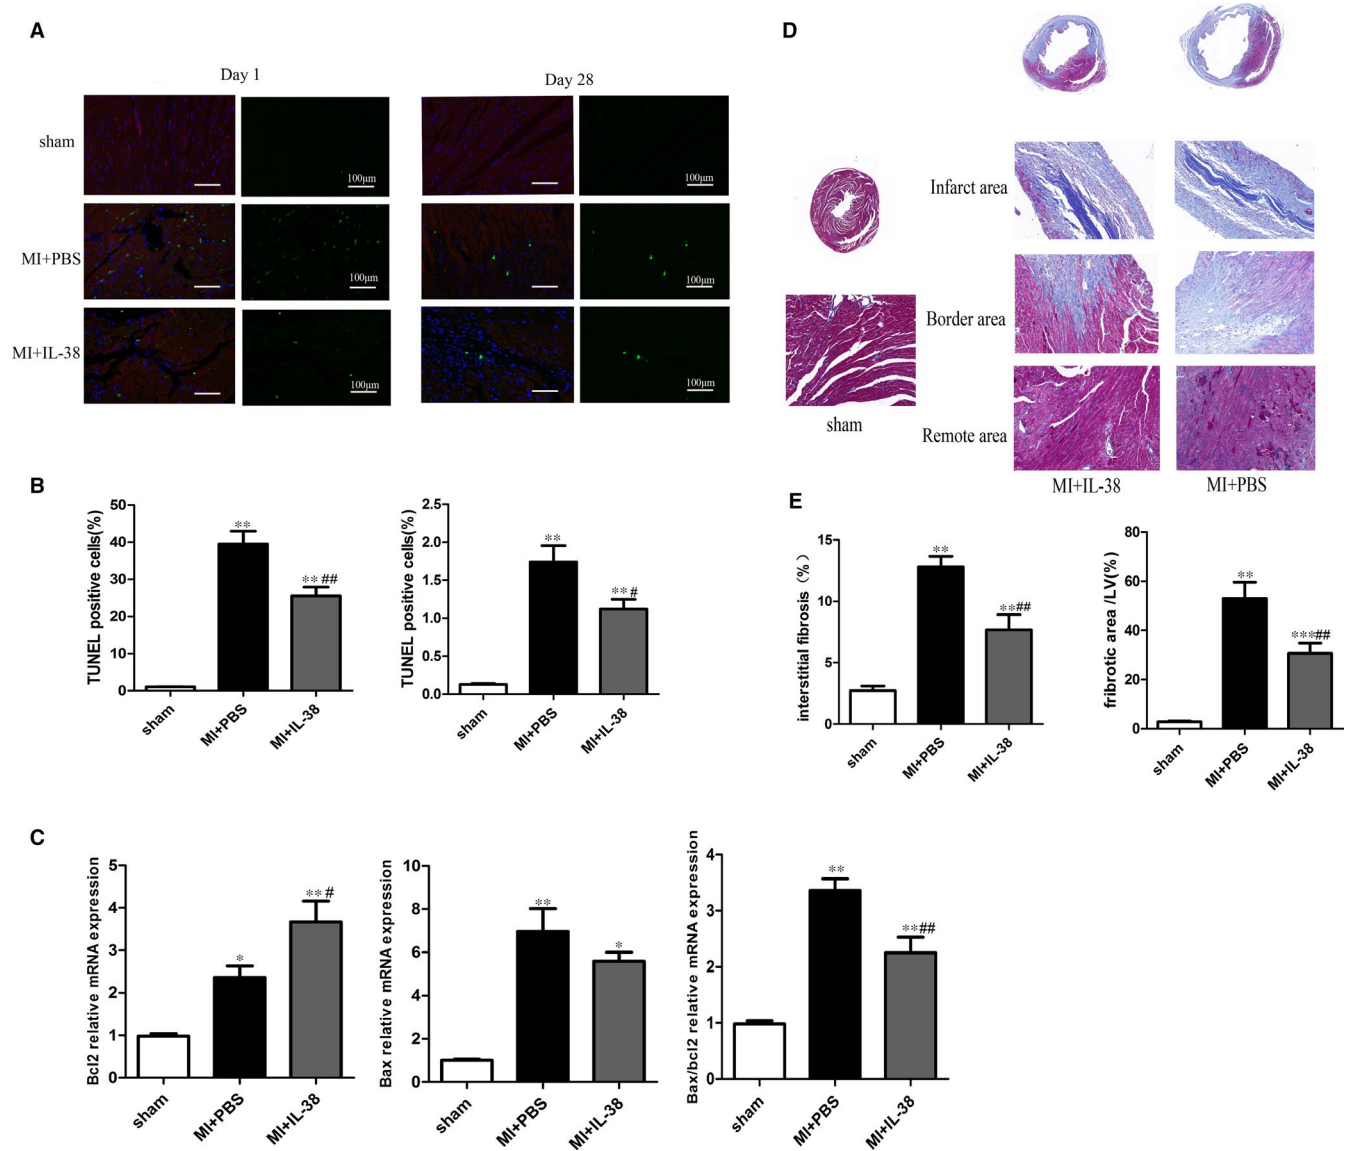 A
Day 1
Day 28
sham
100μm
100μm
MI+PBS
100μm
100μm
MI+IL-38
100μm
100μm
B
TUNEL positive cells(%)
50
40
30
20
10
0
**
** ##
sham
MI+PBS
MI+IL-38
TUNEL positive cells(%)
2.5
2.0
1.5
1.0
0.5
0.0
**
** #
sham
MI+PBS
MI+IL-38
C
Bcl2 relative mRNA expression
5
4
3
2
1
0
*
** #
sham
MI+PBS
MI+IL-38
Bax relative mRNA expression
10
8
6
4
2
0
**
*
sham
MI+PBS
MI+IL-38
Bax/bcl2 relative mRNA expression
4
3
2
1
0
**
**##
sham
MI+PBS
MI+IL-38
D
Infarct area
Border area
sham
Remote area
MI+IL-38
MI+PBS
E
interstitial fibrosis (%)
15
10
5
0
**
**##
sham
MI+PBS
MI+IL-38
fribrotic area /LV(%)
80
60
40
20
0
**
***##
sham
MI+PBS
MI+IL-38